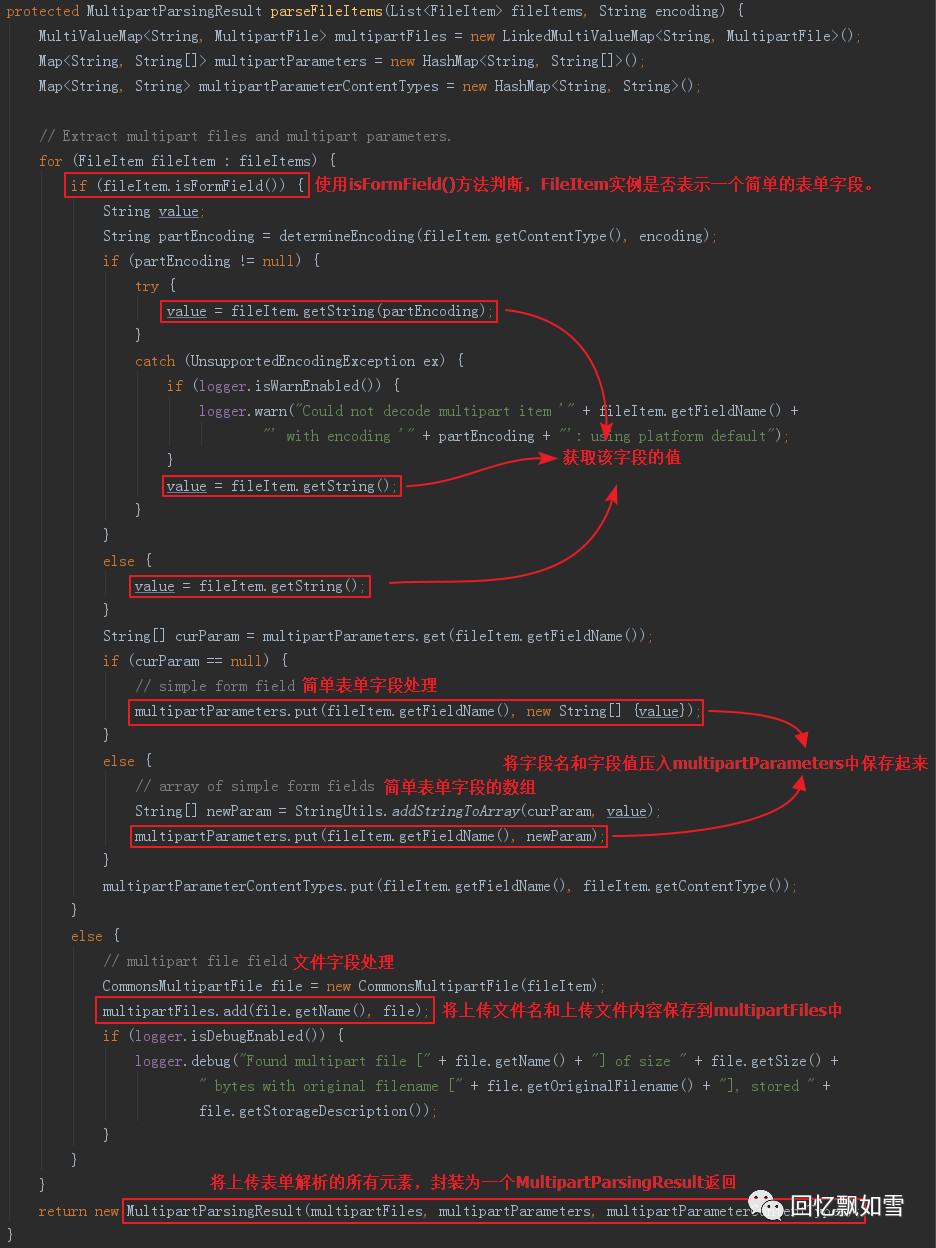 protected MultipartParsingResult parseFileItems(List<FileItem> fileItems, String encoding) {
MultiValueMap<String, MultipartFile> multipartFiles = new LinkedMultiValueMap<String, MultipartFile>();
Map<String, String[]> multipartParameters = new HashMap<String, String[]>();
Map<String, String> multipartParameterContentTypes = new HashMap<String, String>();
// Extract multipart files and multipart parameters.
for (FileItem fileItem : fileItems) {
if (fileItem.isFormField()) { 使用isFormField()方法判断，FileItem实例是否表示一个简单的表单字段。
String value;
String partEncoding = determineEncoding(fileItem.getContentType(), encoding);
if (partEncoding != null) {
try {
value = fileItem.getString(partEncoding);
}
catch (UnsupportedEncodingException ex) {
if (logger.isWarnEnabled()) {
logger.warn("Could not decode multipart item '" + fileItem.getFieldName() +
"' with encoding '" + partEncoding + "': using platform default");
}
获取该字段的值
value = fileItem.getString();
}
}
else {
value = fileItem.getString();
}
String[] curParam = multipartParameters.get(fileItem.getFieldName());
if (curParam == null) {
// simple form field 简单表单字段处理
multipartParameters.put(fileItem.getFieldName(), new String[] {value});
}
else {
将字段名和字段值压入multipartParameters中保存起来
// array of simple form fields 简单表单字段的数组
String[] newParam = StringUtils.addStringToArray(curParam, value);
multipartParameters.put(fileItem.getFieldName(), newParam);
}
multipartParameterContentTypes.put(fileItem.getFieldName(), fileItem.getContentType());
}
else {
// multipart file field 文件字段处理
CommonsMultipartFile file = new CommonsMultipartFile(fileItem);
multipartFiles.add(file.getName(), file); 将上传文件名和上传文件内容保存到multipartFiles中
if (logger.isDebugEnabled()) {
logger.debug("Found multipart file [" + file.getName() + "] of size " + file.getSize() +
" bytes with original filename [" + file.getOriginalFilename() + "], stored " +
file.getStorageDescription());
}
}
}
将上传表单解析的所有元素，封装为一个MultipartParsingResult返回
return new MultipartParsingResult(multipartFiles, multipartParameters,
回忆飘如雪
}